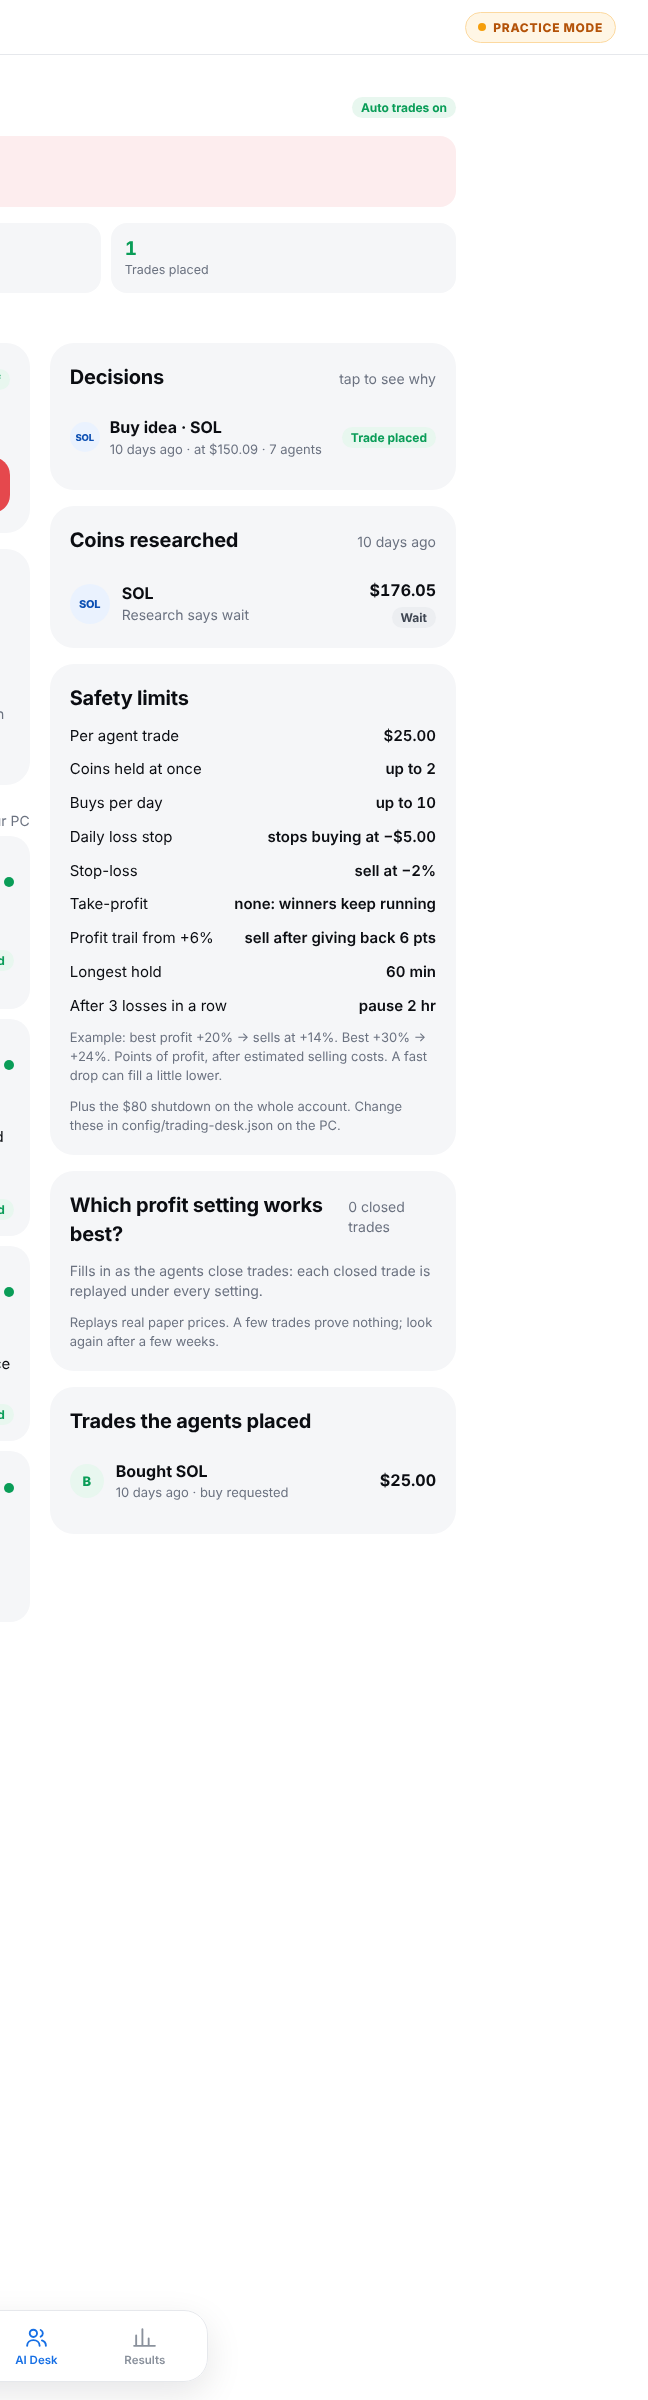 PRACTICE MODE
Auto trades on
1
Trades placed
Decisions
tap to see why
SOL
Buy idea · SOL
10 days ago · at $150.09 · 7 agents
Trade placed
Coins researched
10 days ago
SOL
SOL
Research says wait
$176.05
Wait
Safety limits
Per agent trade
$25.00
Coins held at once
up to 2
Buys per day
up to 10
Daily loss stop
stops buying at −$5.00
Stop-loss
sell at −2%
Take-profit
none: winners keep running
Profit trail from +6%
sell after giving back 6 pts
Longest hold
60 min
After 3 losses in a row
pause 2 hr
Example: best profit +20% → sells at +14%. Best +30% →
+24%. Points of profit, after estimated selling costs. A fast
drop can fill a little lower.
Plus the $80 shutdown on the whole account. Change
these in config/trading-desk.json on the PC.
PC
Which profit setting works
best?
0 closed
trades
Fills in as the agents close trades: each closed trade is
replayed under every setting.
Replays real paper prices. A few trades prove nothing; look
again after a few weeks.
Trades the agents placed
B
Bought SOL
10 days ago · buy requested
$25.00
AI Desk
Results